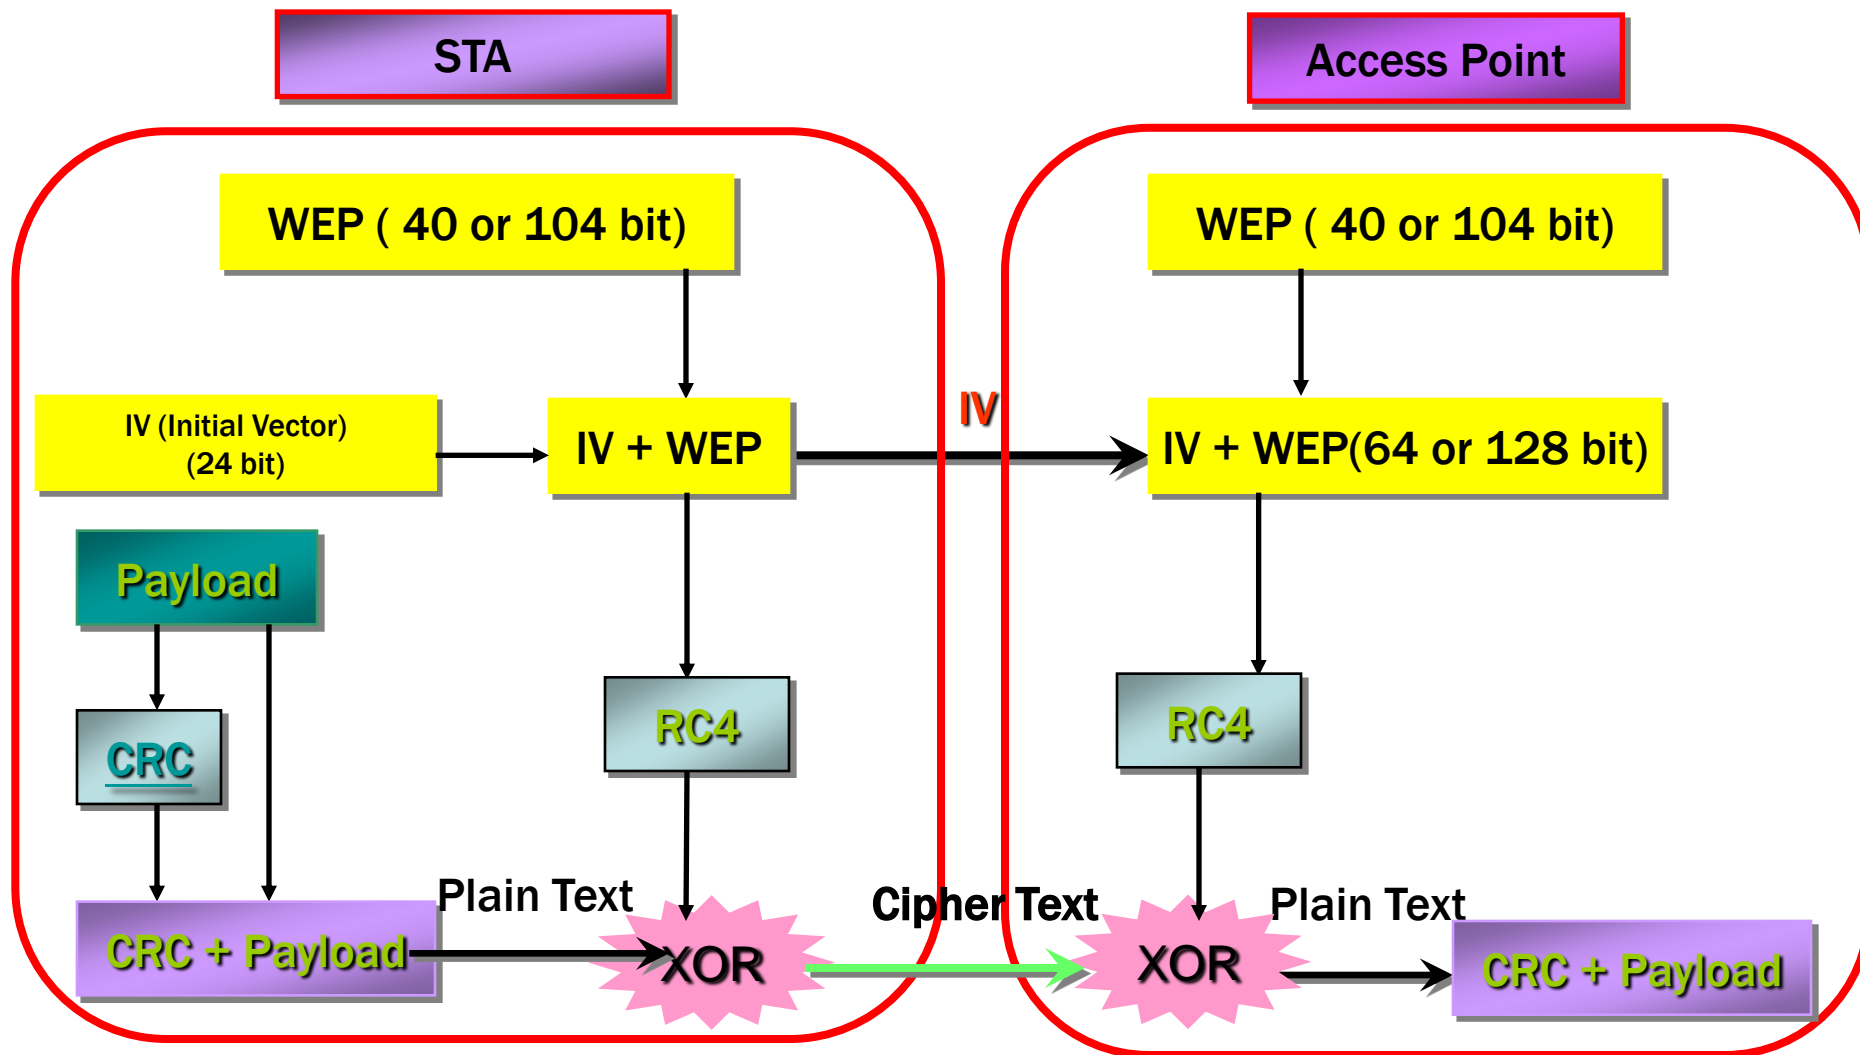 STA
Access Point
WEP ( 40 or 104 bit)
WEP ( 40 or 104 bit)
IV (Initial Vector)
(24 bit)
IV + WEP
IV
IV + WEP(64 or 128 bit)
Payload
CRC
RC4
RC4
Plain Text
Cipher Text
Plain Text
CRC + Payload
XOR
XOR
CRC + Payload